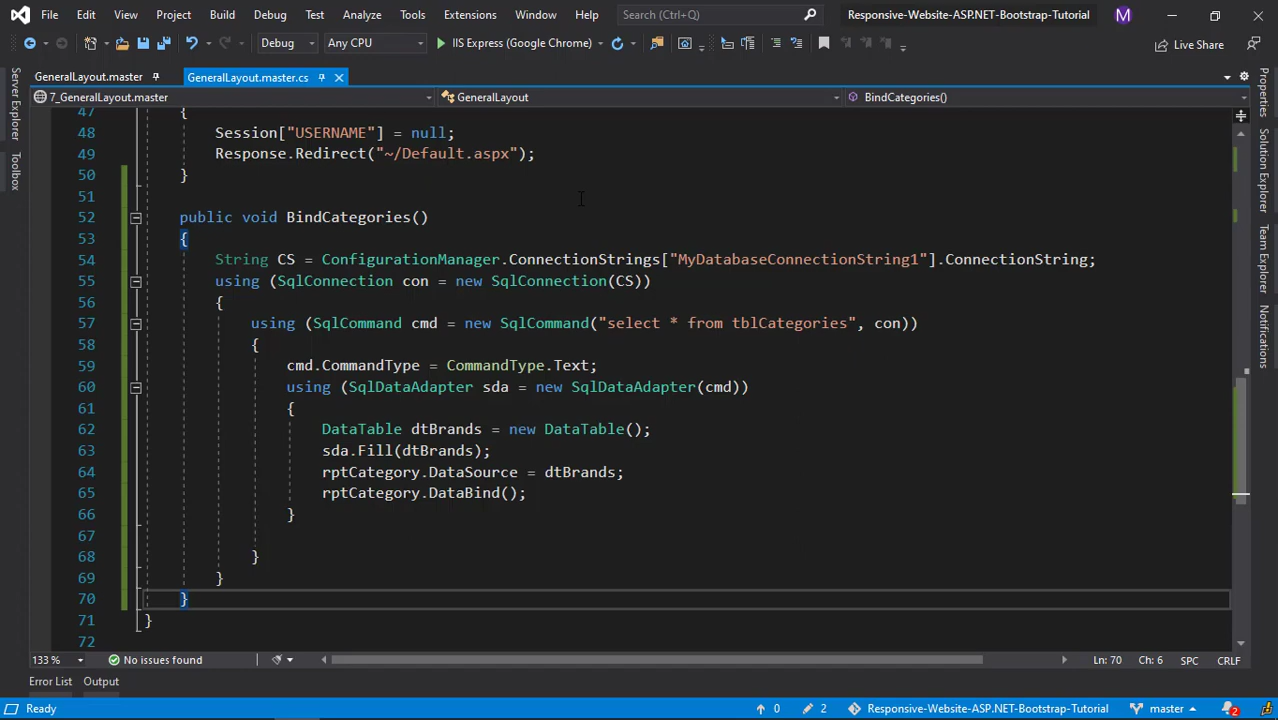 File Edit View Project Build Debug Test Analyze Tools Extensions Window Help Search (Ctrl+Q) Responsive-Website-ASP.NET-Bootstrap-Tutorial M
Debug Any CPU IIS Express (Google Chrome) Live Share
GeneralLayout.master GeneralLayout.master.cs
7_GeneralLayout.master GeneralLayout BindCategories()
Server Explorer
Toolbox
47 {
48 Session["USERNAME"] = null;
49 Response.Redirect("~/Default.aspx");
50 }
51
52 public void BindCategories()
53 {
54 String CS = ConfigurationManager.ConnectionStrings["MyDatabaseConnectionString1"].ConnectionString;
55 using (SqlConnection con = new SqlConnection(CS))
56 {
57 using (SqlCommand cmd = new SqlCommand("select * from tblCategories", con))
58 {
59 cmd.CommandType = CommandType.Text;
60 using (SqlDataAdapter sda = new SqlDataAdapter(cmd))
61 {
62 DataTable dtBrands = new DataTable();
63 sda.Fill(dtBrands);
64 rptCategory.DataSource = dtBrands;
65 rptCategory.DataBind();
66 }
67
68 }
69 }
70 }
71 }
72
Properties
Solution Explorer
Team Explorer
Notifications
133 % No issues found Ln: 70 Ch: 6 SPC CRLF
Error List Output
Ready 0 2 Responsive-Website-ASP.NET-Bootstrap-Tutorial master 2